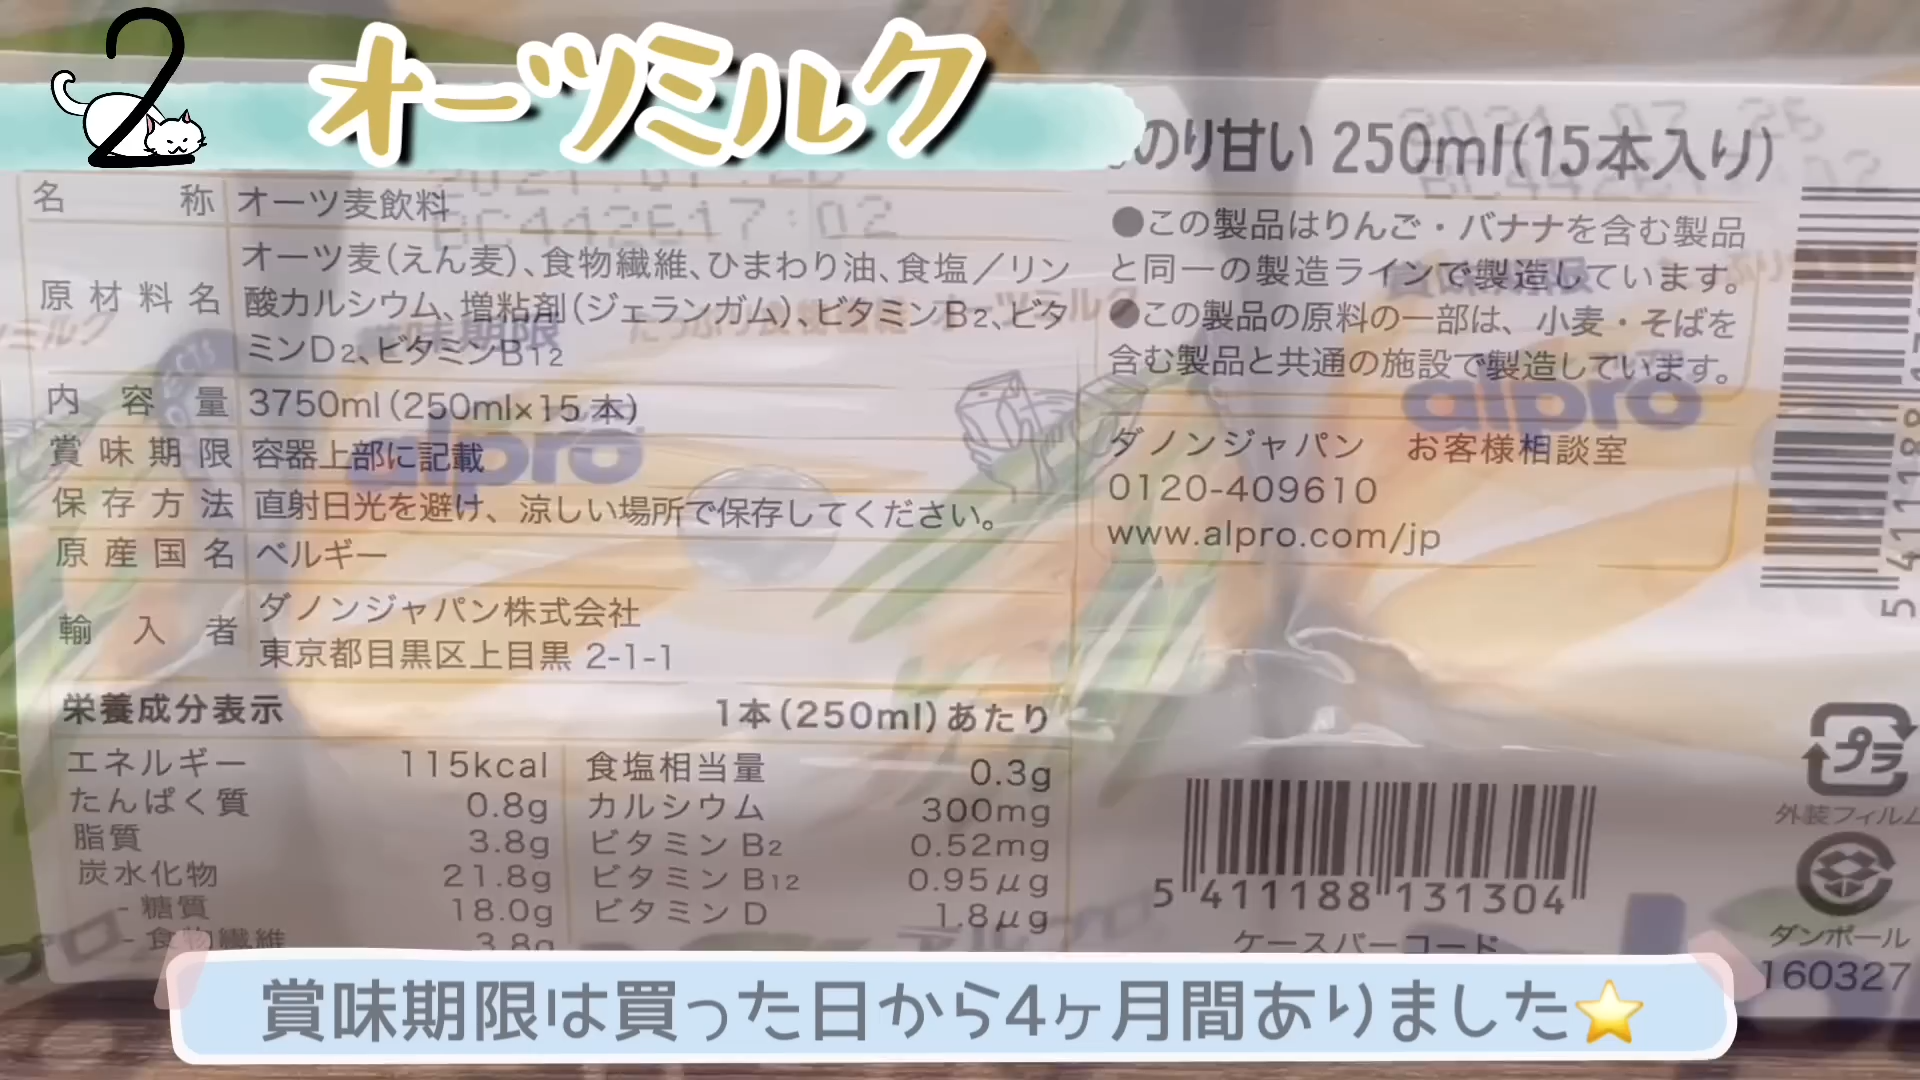 2 オーツミルク
のり甘い 250ml(15本入り)
名称 オーツ麦飲料
原材料名 オーツ麦(えん麦)、食物繊維、ひまわり油、食塩／リン
酸カルシウム、増粘剤(ジェランガム)、ビタミンB2、ビタ
ミンD2、ビタミンB12
内容量 3750ml(250ml×15本)
賞味期限 容器上部に記載
保存方法 直射日光を避け、涼しい場所で保存してください。
原産国名 ベルギー
輸入者 ダノンジャパン株式会社
東京都目黒区上目黒 2-1-1
栄養成分表示 1本(250ml)あたり
エネルギー 115kcal
たんぱく質 0.8g
脂質 3.8g
炭水化物 21.8g
- 糖質 18.0g
- 食物繊維 3.8g
食塩相当量 0.3g
カルシウム 300mg
ビタミンB2 0.52mg
ビタミンB12 0.95μg
ビタミンD 1.8μg
●この製品はりんご・バナナを含む製品
と同一の製造ラインで製造しています。
●この製品の原料の一部は、小麦・そばを
含む製品と共通の施設で製造しています。
ダノンジャパン お客様相談室
0120-409610
www.alpro.com/jp
alpro
alpro
賞味期限
5 411188 131304
ケースバーコード
プラ
外装フィルム
ダンボール
160327
賞味期限は買った日から4ヶ月間ありました⭐